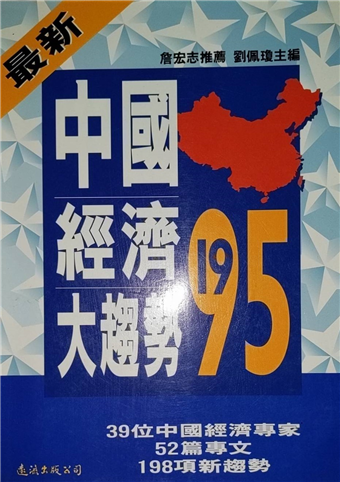 最新
詹宏志推薦 劉佩瓊主編
中國
經濟
大趨勢
1995
39位中國經濟專家
52篇專文
198項新趨勢
遠流出版公司